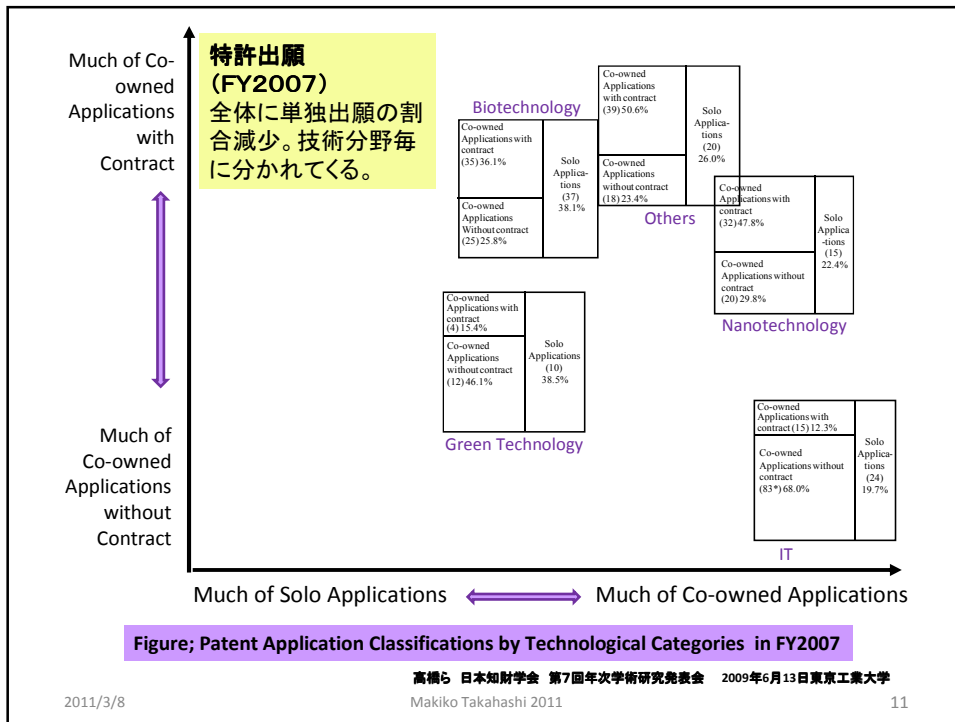 Much of Co-
owned
Applications
with
Contract
特許出願
(FY2007)
全体に単独出願の割
合減少。技術分野毎
に分かれてくる。
Biotechnology
Co-owned
Applications with
contract
(35) 36.1%
Co-owned
Applications
Without contract
(25) 25.8%
Solo
Applica-
tions
(37)
38.1%
Co-owned
Applications
with contract
(39) 50.6%
Co-owned
Applications
without contract
(18) 23.4%
Solo
Applica-
tions
(20)
26.0%
Others
Co-owned
Applications with
contract
(32) 47.8%
Co-owned
Applications without
contract
(20) 29.8%
Solo
Applica
-tions
(15)
22.4%
Nanotechnology
Co-owned
Applications with
contract
(4) 15.4%
Co-owned
Applications
without contract
(12) 46.1%
Solo
Applications
(10)
38.5%
Green Technology
Much of
Co-owned
Applications
without
Contract
Co-owned
Applications with
contract (15) 12.3%
Co-owned
Applications without
contract
(83*) 68.0%
Solo
Applica-
tions
(24)
19.7%
IT
Much of Solo Applications
Much of Co-owned Applications
Figure; Patent Application Classifications by Technological Categories in FY2007
高橋ら 日本知財学会 第7回年次学術研究発表会 2009年6月13日東京工業大学
2011/3/8
Makiko Takahashi 2011
11